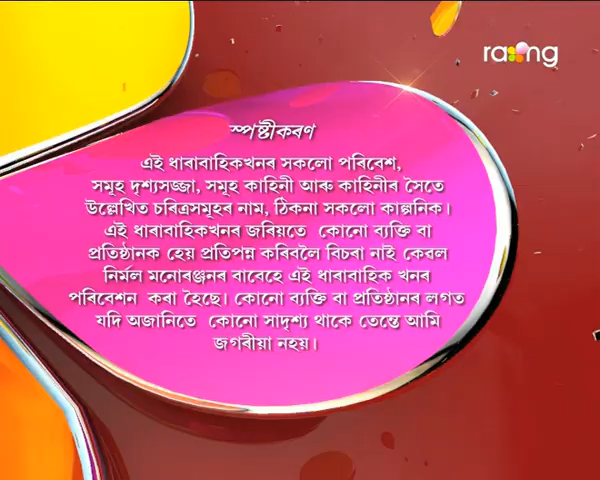 raung
স্পষ্টীকৰণ
এই ধাৰাবাহিকখনৰ সকলো পৰিবেশ,
সমূহ দৃশ্যসজ্জা, সমূহ কাহিনী আৰু কাহিনীৰ সৈতে
উল্লেখিত চৰিত্ৰসমূহৰ নাম, ঠিকনা সকলো কাল্পনিক।
এই ধাৰাবাহিকখনৰ জৰিয়তে কোনো ব্যক্তি বা
প্ৰতিষ্ঠানক হেয় প্ৰতিপন্ন কৰিবলৈ বিচৰা নাই কেৱল
নিৰ্মল মনোৰঞ্জনৰ বাবেহে এই ধাৰাবাহিক খনৰ
পৰিবেশন কৰা হৈছে। কোনো ব্যক্তি বা প্ৰতিষ্ঠানৰ লগত
যদি অজানিতে কোনো সাদৃশ্য থাকে তেন্তে আমি
জগৰীয়া নহয়।